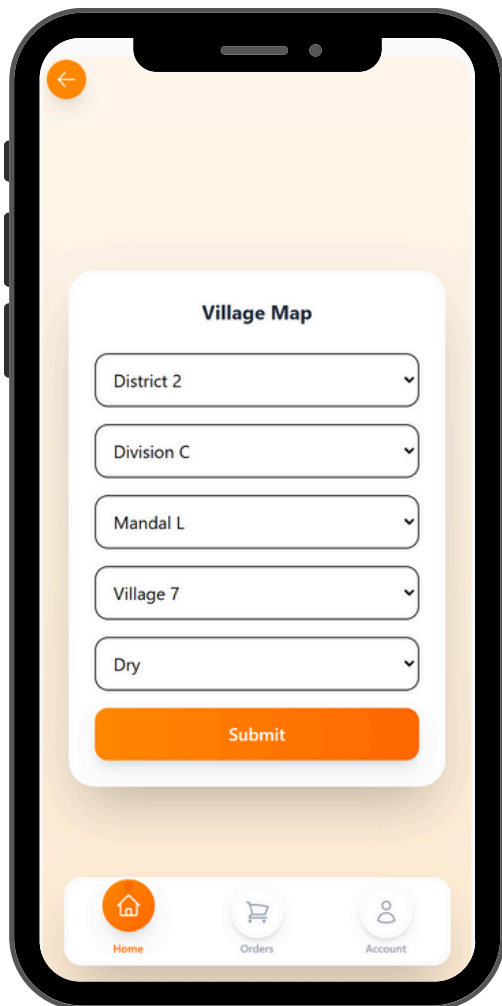 Village Map
District 2
Division C
Mandal L
Village 7
Dry
Submit
Home
Orders
Account